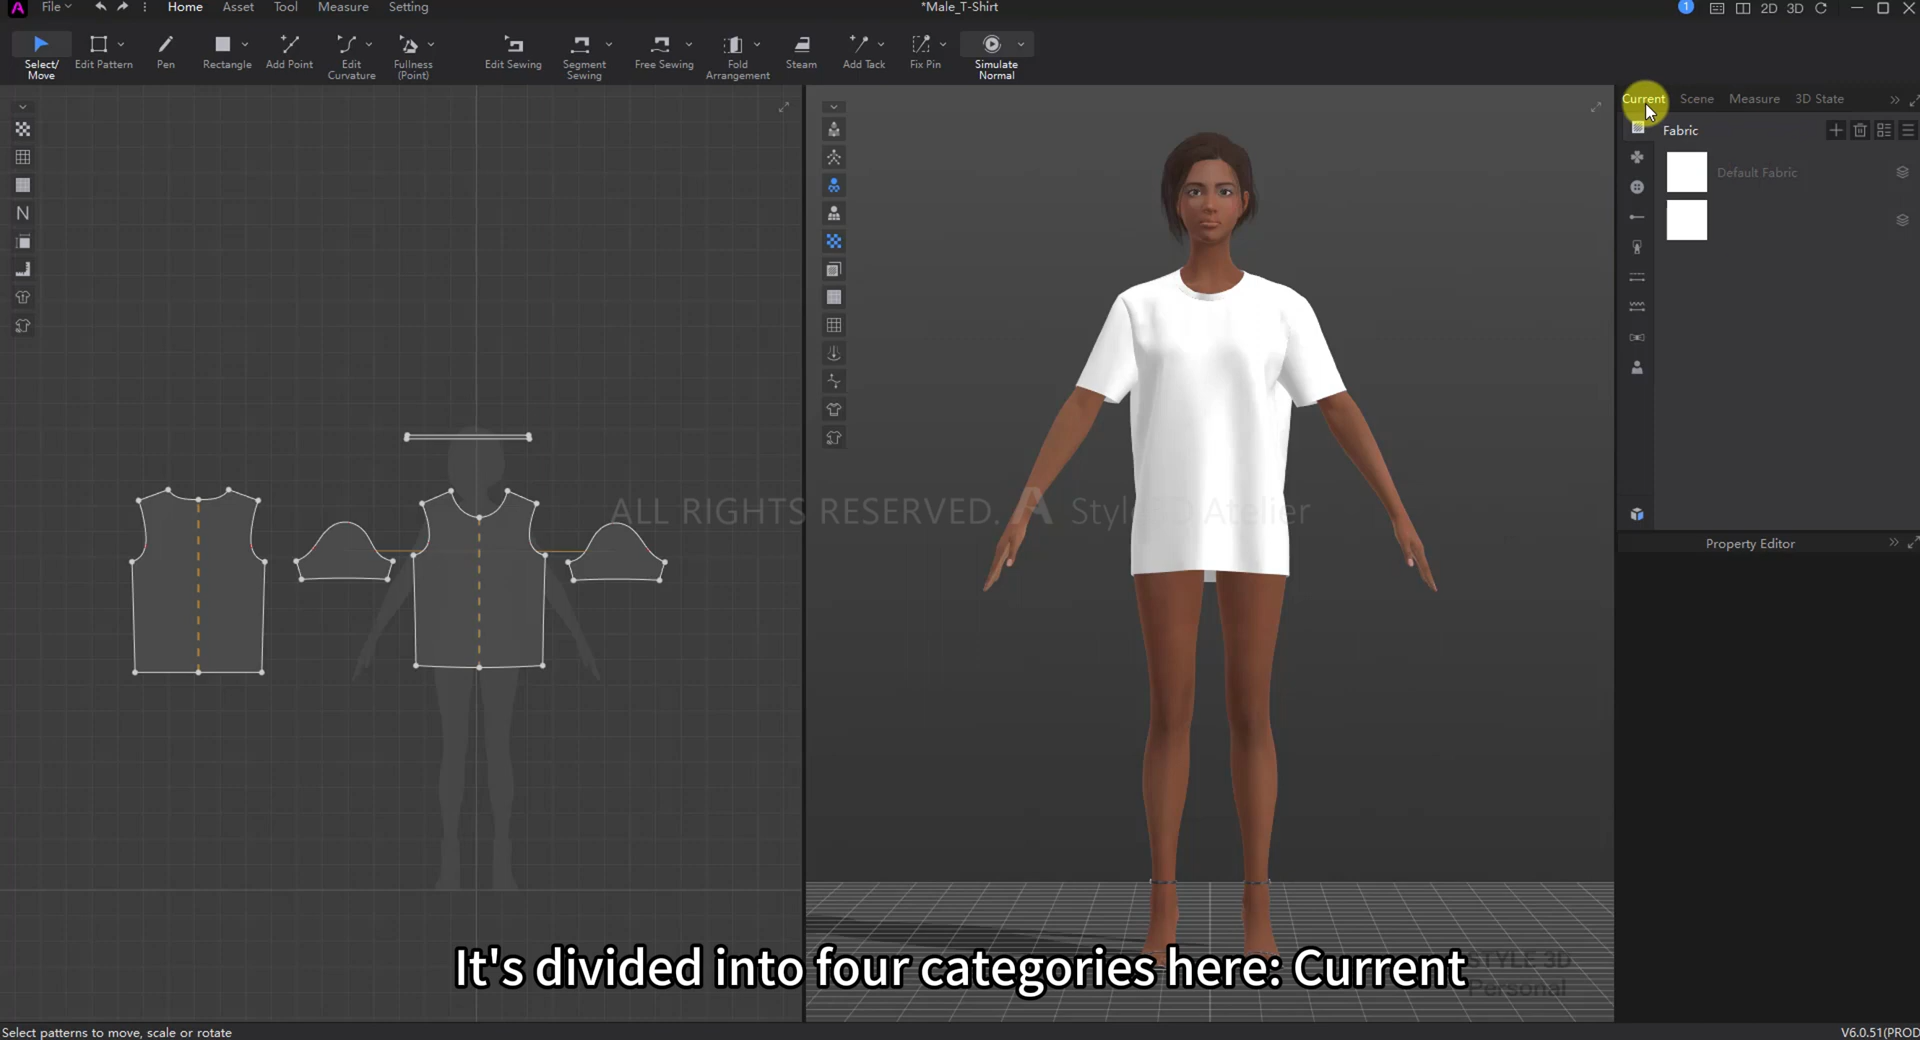 File
Home
Asset
Tool
Measure
Setting
*Male_T-Shirt
1
2D
3D
Select/
Move
Edit Pattern
Pen
Rectangle
Add Point
Edit
Curvature
Fullness
(Point)
Edit Sewing
Segment
Sewing
Free Sewing
Fold
Arrangement
Steam
Add Tack
Fix Pin
Simulate
Normal
Current
Scene
Measure
3D State
Fabric
Default Fabric
ALL RIGHTS RESERVED. Style3D Atelier
Property Editor
It's divided into four categories here: Current
STYLE 3D
Personal
Select patterns to move, scale or rotate
V6.0.51(PROD